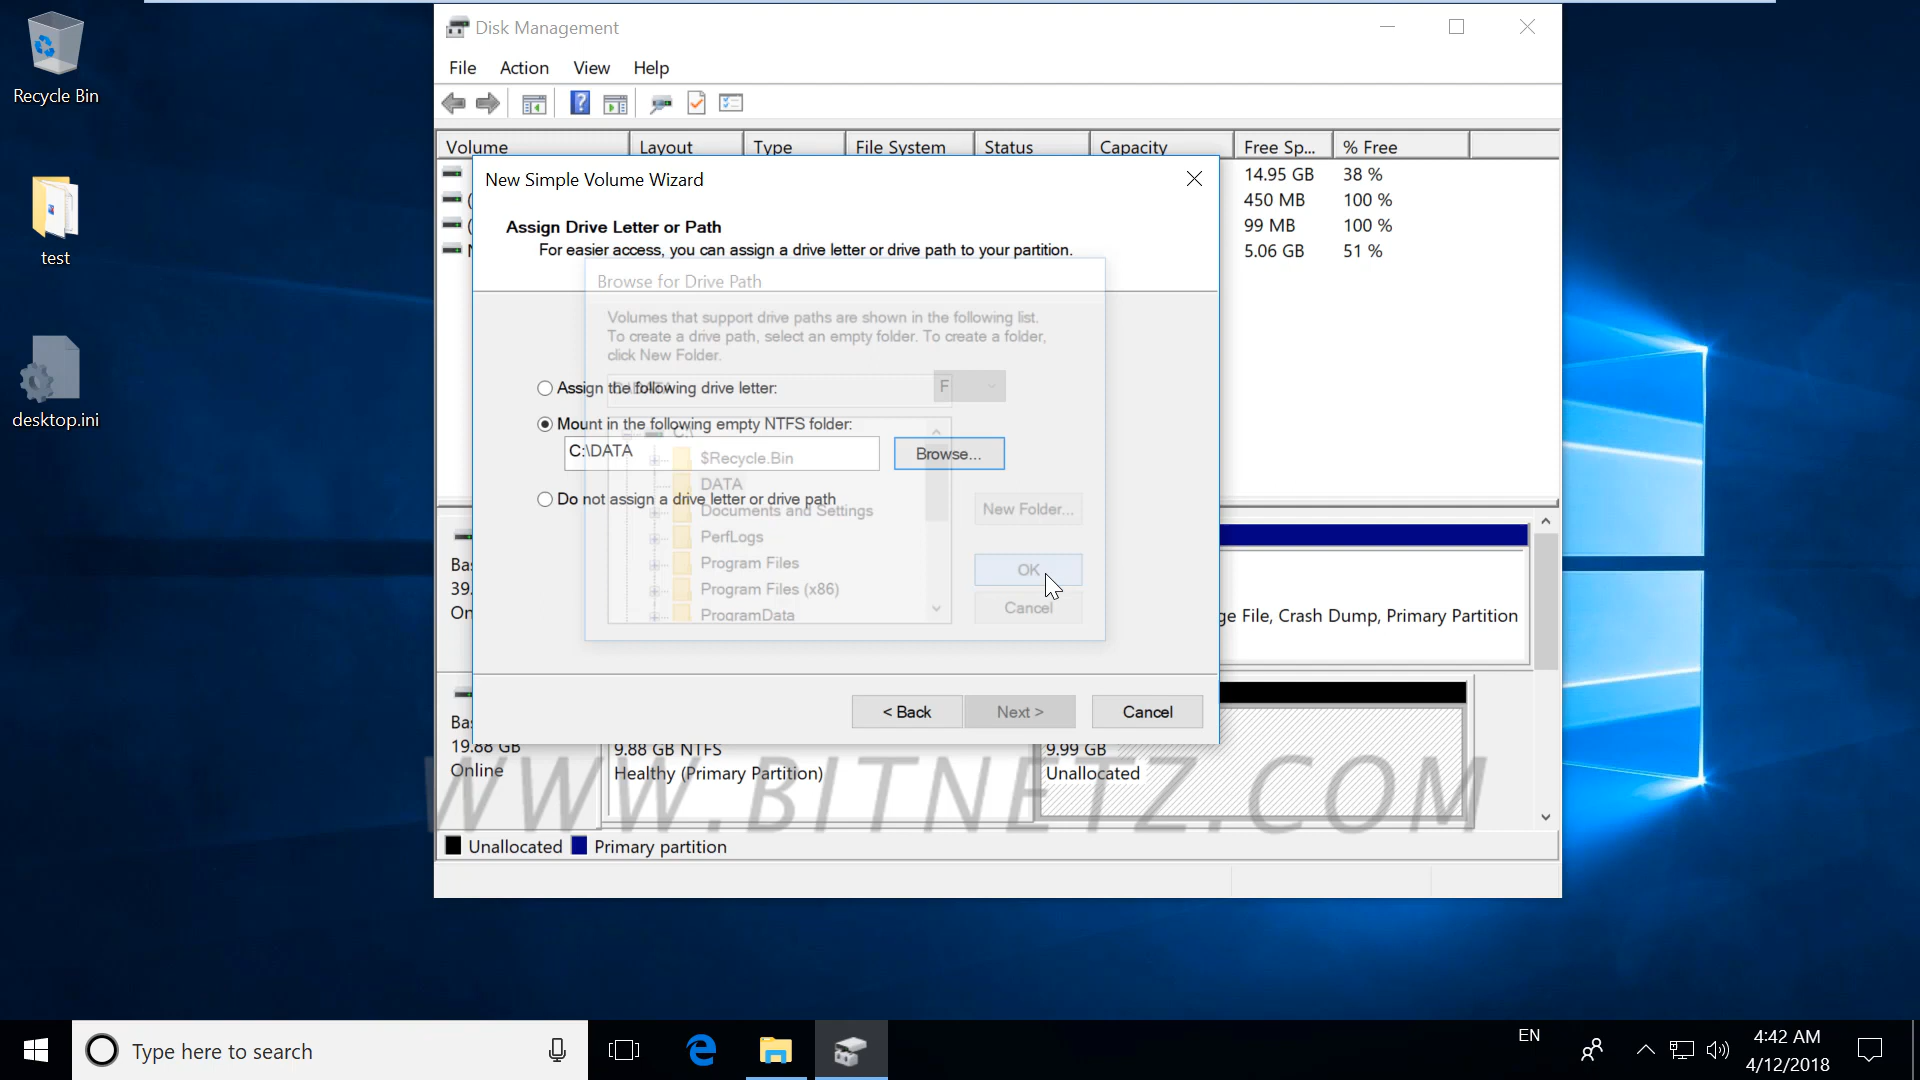 Recycle Bin
test
desktop.ini
Disk Management
File Action View Help
Volume Layout Type File System Status Capacity Free Sp... % Free
14.95 GB 38 %
450 MB 100 %
99 MB 100 %
5.06 GB 51 %
New Simple Volume Wizard
Assign Drive Letter or Path
For easier access, you can assign a drive letter or drive path to your partition.
Browse for Drive Path
Volumes that support drive paths are shown in the following list.
To create a drive path, select an empty folder. To create a folder,
click New Folder.
Assign the following drive letter: F
Mount in the following empty NTFS folder:
C:\
C:\DATA Browse...
$Recycle.Bin
DATA
Do not assign a drive letter or drive path
Documents and Settings New Folder...
PerfLogs
Program Files OK
Program Files (x86)
ProgramData Cancel
< Back Next > Cancel
Bas
39.
On
ge File, Crash Dump, Primary Partition
Bas
19.88 GB
Online
9.88 GB NTFS
Healthy (Primary Partition)
9.99 GB
Unallocated
WWW.BITNETZ.COM
Unallocated Primary partition
Type here to search
EN
4:42 AM
4/12/2018